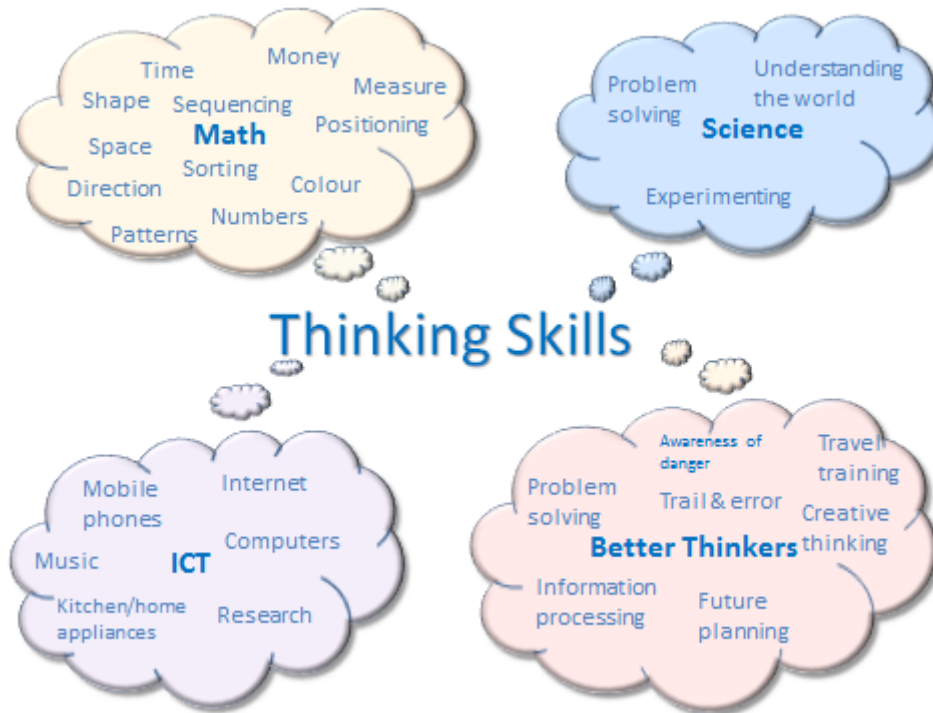 Time
Money
Measure
Shape
Sequencing
Positioning
Math
Space
Sorting
Direction
Colour
Numbers
Patterns
Problem
solving
Understanding
the world
Science
Experimenting
Thinking Skills
Mobile
phones
Internet
Music
ICT
Computers
Kitchen/home
appliances
Research
Awareness of
danger
Travel
training
Problem
solving
Trail & error
Creative
thinking
Better Thinkers
Information
processing
Future
planning